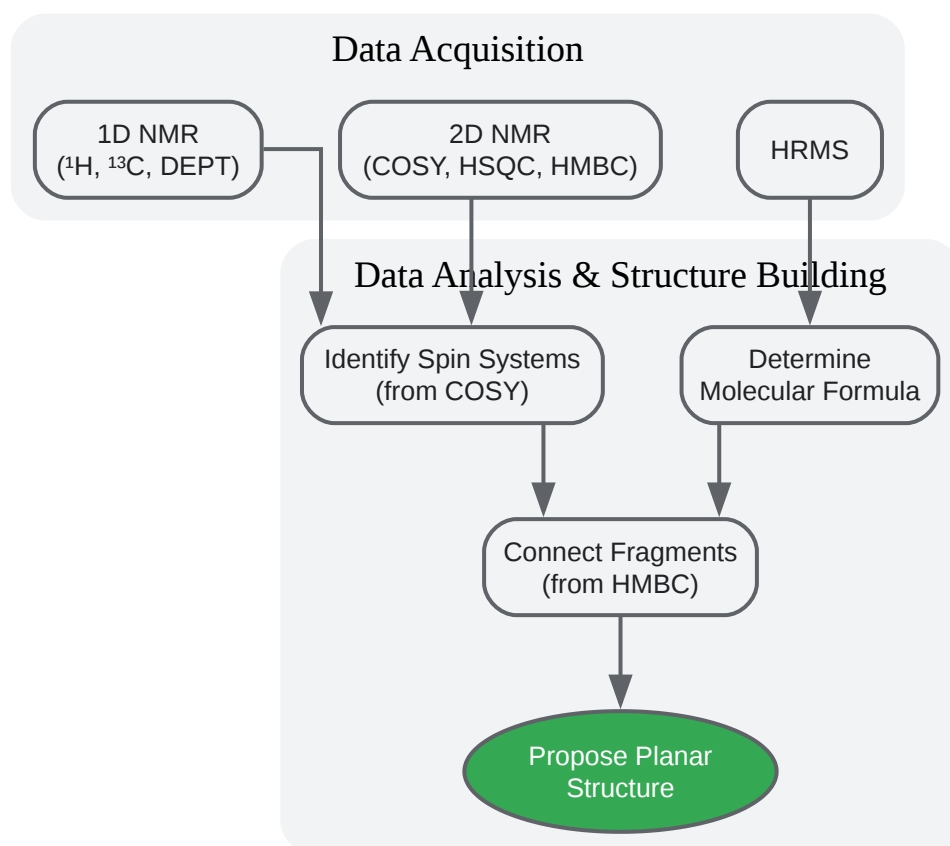 Data Acquisition
1D NMR
(¹H, ¹³C, DEPT)
2D NMR
(COSY, HSQC, HMBC)
HRMS
Data Analysis & Structure Building
Identify Spin Systems
(from COSY)
Determine
Molecular Formula
Connect Fragments
(from HMBC)
Propose Planar
Structure